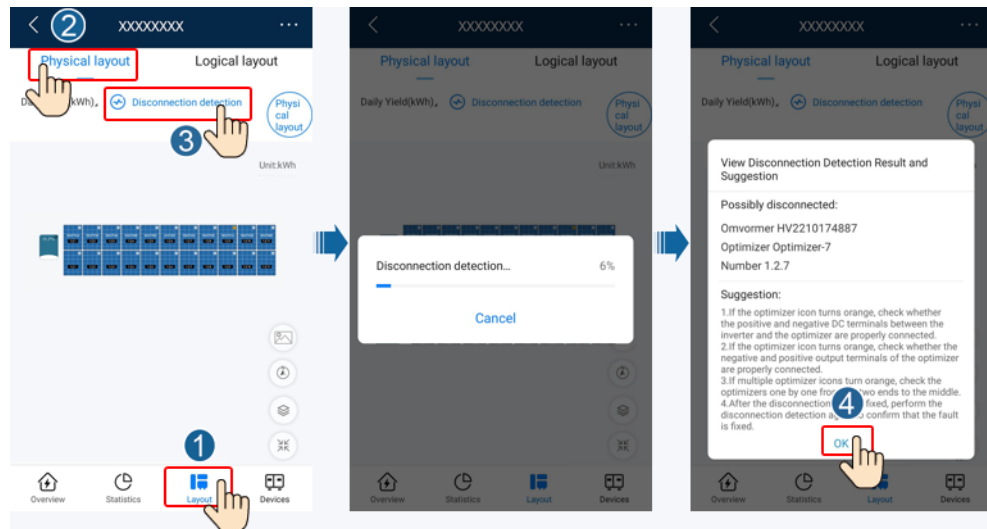 2
XXXXXXXX
Physical layout
Logical layout
kWh),
Disconnection detection
Physi
cal
layout
3
Unit:kWh
1
Overview
Statistics
Layout
Devices
XXXXXXXX
Physical layout
Logical layout
Daily Yield(kWh),
Disconnection detection
Physi
cal
layout
Unit:kWh
Disconnection detection...
6%
Cancel
Overview
Statistics
Layout
Devices
XXXXXXXX
Physical layout
Logical layout
Daily Yield(kWh),
Disconnection detection
Physi
cal
layout
View Disconnection Detection Result and
Suggestion
Possibly disconnected:
Omvormer HV2210174887
Optimizer Optimizer-7
Number 1.2.7
Suggestion:
1.If the optimizer icon turns orange, check whether
the positive and negative DC terminals between the
inverter and the optimizer are properly connected.
2.If the optimizer icon turns orange, check whether the
negative and positive output terminals of the optimizer
are properly connected.
3.If multiple optimizer icons turn orange, check the
optimizers one by one from two ends to the middle.
4.After the disconnection fixed, perform the
disconnection detection to confirm that the fault
is fixed.
4
OK
Overview
Statistics
Layout
Devices